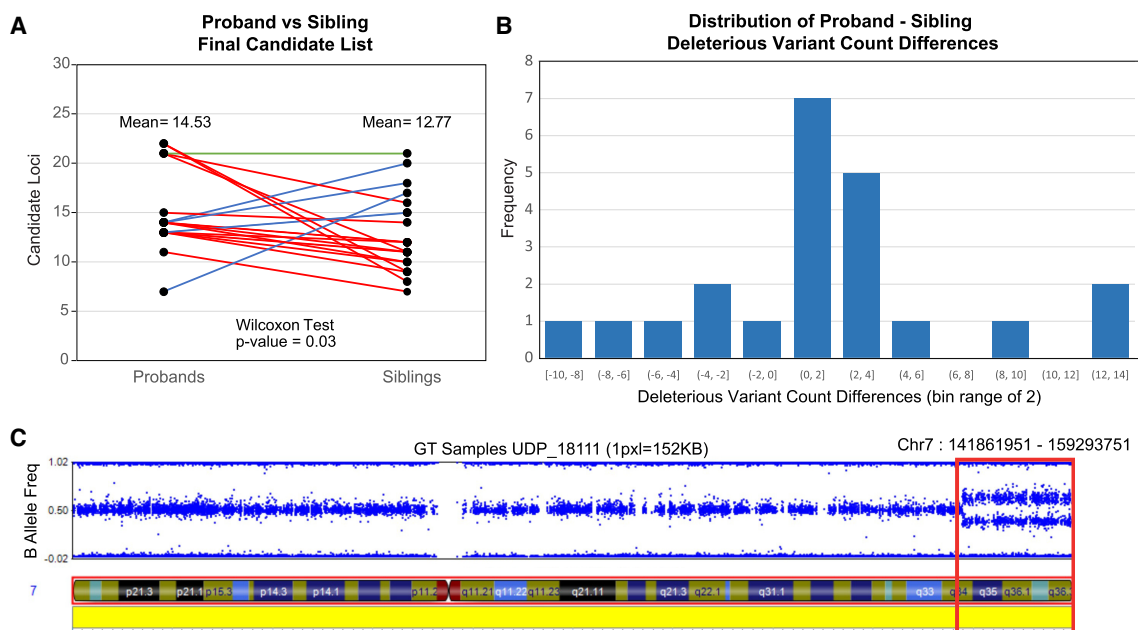 A
Proband vs Sibling
Final Candidate List
30
25
20
15
10
5
0
Candidate Loci
Mean= 14.53
Mean= 12.77
Wilcoxon Test
p-value = 0.03
Probands
Siblings
B
Distribution of Proband - Sibling
Deleterious Variant Count Differences
8
7
6
5
4
3
2
1
0
Frequency
[-10, -8]
(-8, -6]
(-6, -4]
(-4, -2]
(-2, 0]
(0, 2]
(2, 4]
(4, 6]
(6, 8]
(8, 10]
(10, 12]
(12, 14]
Deleterious Variant Count Differences (bin range of 2)
C
GT Samples UDP_18111 (1pxl=152KB)
Chr7 : 141861951 - 159293751
B Allele Freq
1.02
0.50
-0.02
7
p21.3
p21.1
p15.3
p14.3
p14.1
p11.2
q11.21
q11.22
q11.23
q21.11
q21.3
q22.1
q31.1
q33
q34
q35
q36.1
q36.